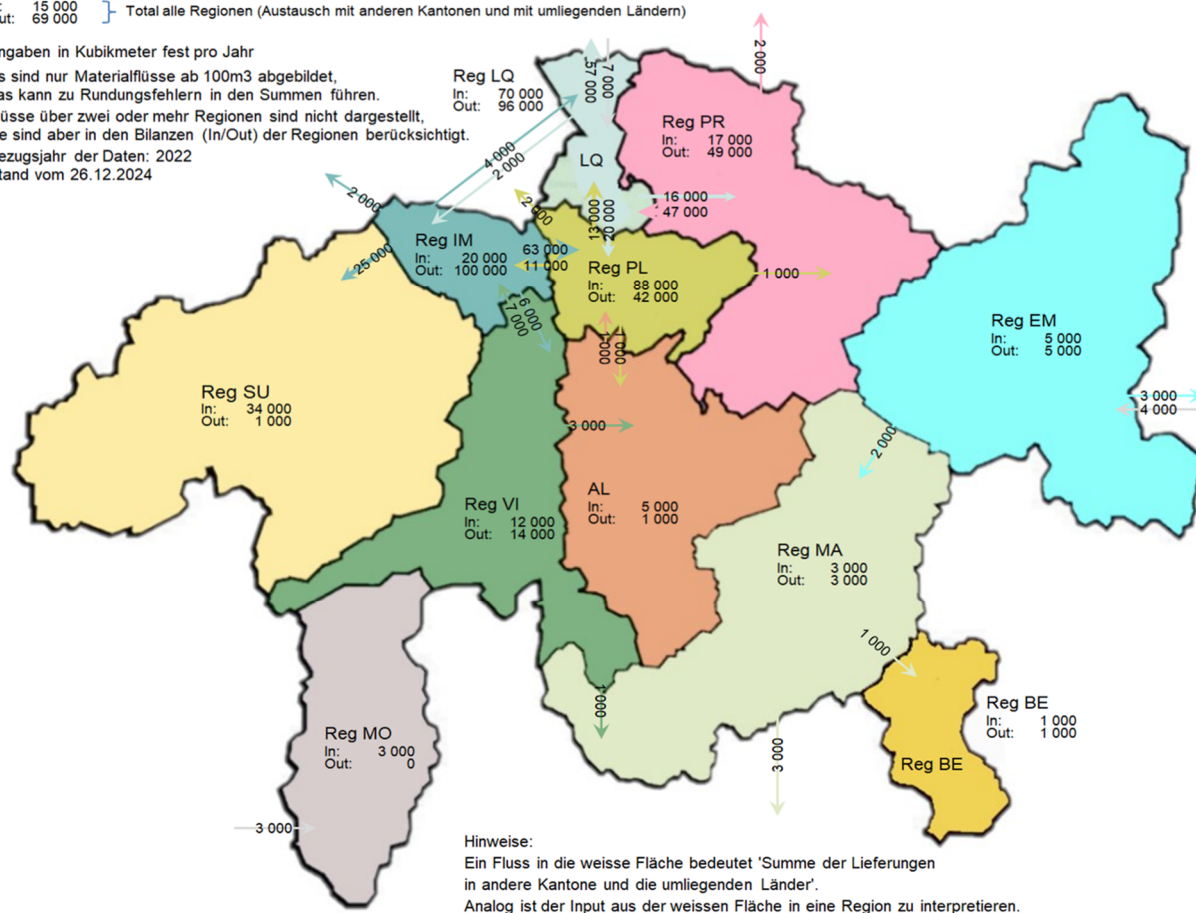 : 15 000
ut: 69 000
Total alle Regionen (Austausch mit anderen Kantonen und mit umliegenden Ländern)
ngaben in Kubikmeter fest pro Jahr
s sind nur Materialflüsse ab 100m3 abgebildet,
as kann zu Rundungsfehlern in den Summen führen.
lüsse über zwei oder mehr Regionen sind nicht dargestellt,
e sind aber in den Bilanzen (In/Out) der Regionen berücksichtigt.
ezugsjahr der Daten: 2022
tand vom 26.12.2024
Reg LQ
In: 70 000
Out: 96 000
57 000
7 000
2 000
Reg PR
In: 17 000
Out: 49 000
LQ
4 000
2 000
2 000
2 000
16 000
47 000
13 000
20 000
Reg IM
In: 20 000
Out: 100 000
25 000
63 000
11 000
Reg PL
In: 88 000
Out: 42 000
1 000
6 000
7 000
1 000
1 000
Reg EM
In: 5 000
Out: 5 000
3 000
4 000
Reg SU
In: 34 000
Out: 1 000
3 000
2 000
AL
In: 5 000
Out: 1 000
Reg VI
In: 12 000
Out: 14 000
Reg MA
In: 3 000
Out: 3 000
1 000
1 000
Reg BE
In: 1 000
Out: 1 000
Reg BE
3 000
Reg MO
In: 3 000
Out: 0
3 000
Hinweise:
Ein Fluss in die weisse Fläche bedeutet 'Summe der Lieferungen
in andere Kantone und die umliegenden Länder'.
Analog ist der Input aus der weissen Fläche in eine Region zu interpretieren.